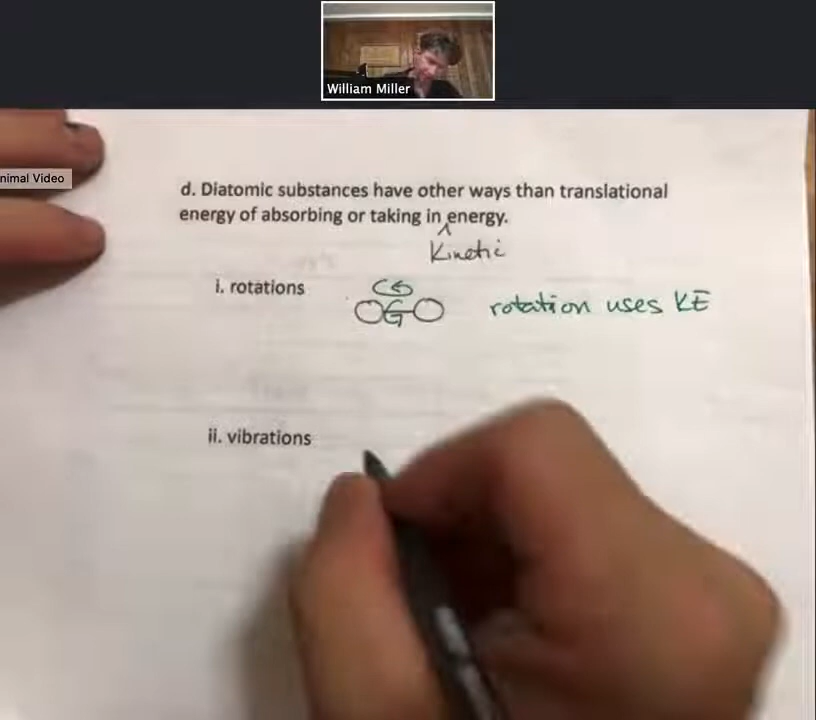 William Miller
nimal Video
d. Diatomic substances have other ways than translational
energy of absorbing or taking in energy.
Kinetic
i. rotations
rotation uses KE
ii. vibrations